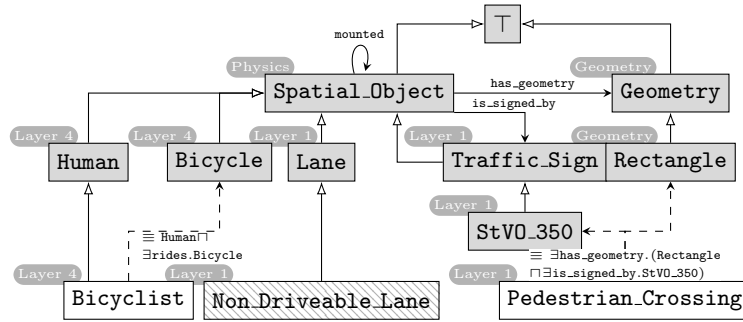 mounted
⊤
Physics
Spatial_Object
has_geometry
is_signed_by
Geometry
Geometry
Layer 4
Human
Layer 4
Bicycle
Layer 1
Lane
Layer 1
Traffic_Sign
Geometry
Rectangle
Layer 1
StVO_350
≡ Human⊓
∃rides.Bicycle
≡ ∃has_geometry.(Rectangle
⊓∃is_signed_by.StVO_350)
Layer 4
Bicyclist
Layer 1
Non_Driveable_Lane
Layer 1
Pedestrian_Crossing